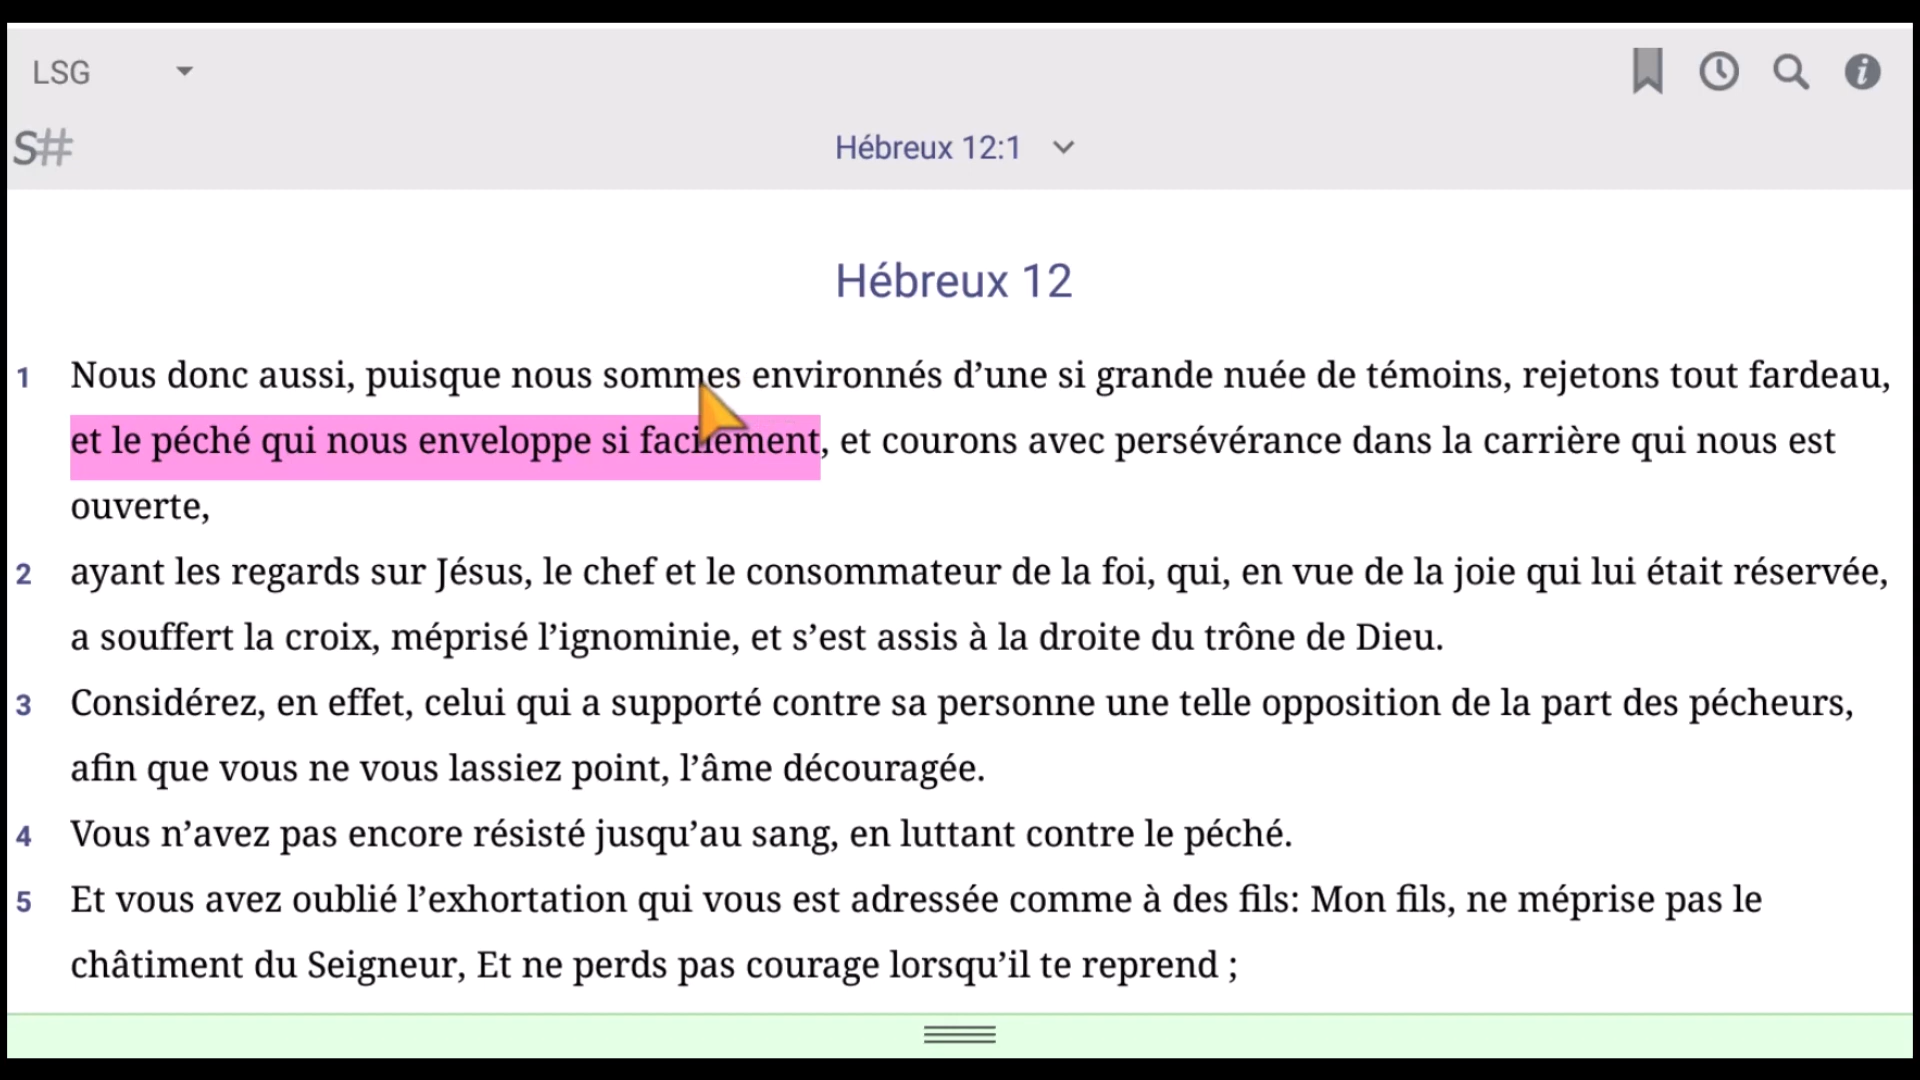 LSG
S#
Hébreux 12:1
Hébreux 12
1 Nous donc aussi, puisque nous sommes environnés d’une si grande nuée de témoins, rejetons tout fardeau,
et le péché qui nous enveloppe si facilement, et courons avec persévérance dans la carrière qui nous est
ouverte,
2 ayant les regards sur Jésus, le chef et le consommateur de la foi, qui, en vue de la joie qui lui était réservée,
a souffert la croix, méprisé l’ignominie, et s’est assis à la droite du trône de Dieu.
3 Considérez, en effet, celui qui a supporté contre sa personne une telle opposition de la part des pécheurs,
afin que vous ne vous lassiez point, l’âme découragée.
4 Vous n’avez pas encore résisté jusqu’au sang, en luttant contre le péché.
5 Et vous avez oublié l’exhortation qui vous est adressée comme à des fils: Mon fils, ne méprise pas le
châtiment du Seigneur, Et ne perds pas courage lorsqu’il te reprend ;